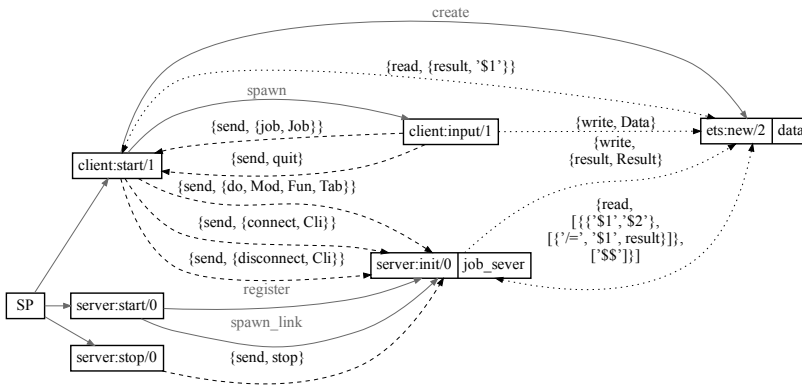 create
{read, {result, ’$1’}}
spawn
{send, {job, Job}}
client:input/1
{write, Data}
ets:new/2
data
{write,
{result, Result}
client:start/1
{send, quit}
{send, {do, Mod, Fun, Tab}}
{send, {connect, Cli}}
{send, {disconnect, Cli}}
{read,
[{{’$1’,’$2’},
[{’/=’, ’$1’, result}]},
[’$$’]}]
server:init/0
job_sever
SP
server:start/0
register
spawn_link
server:stop/0
{send, stop}